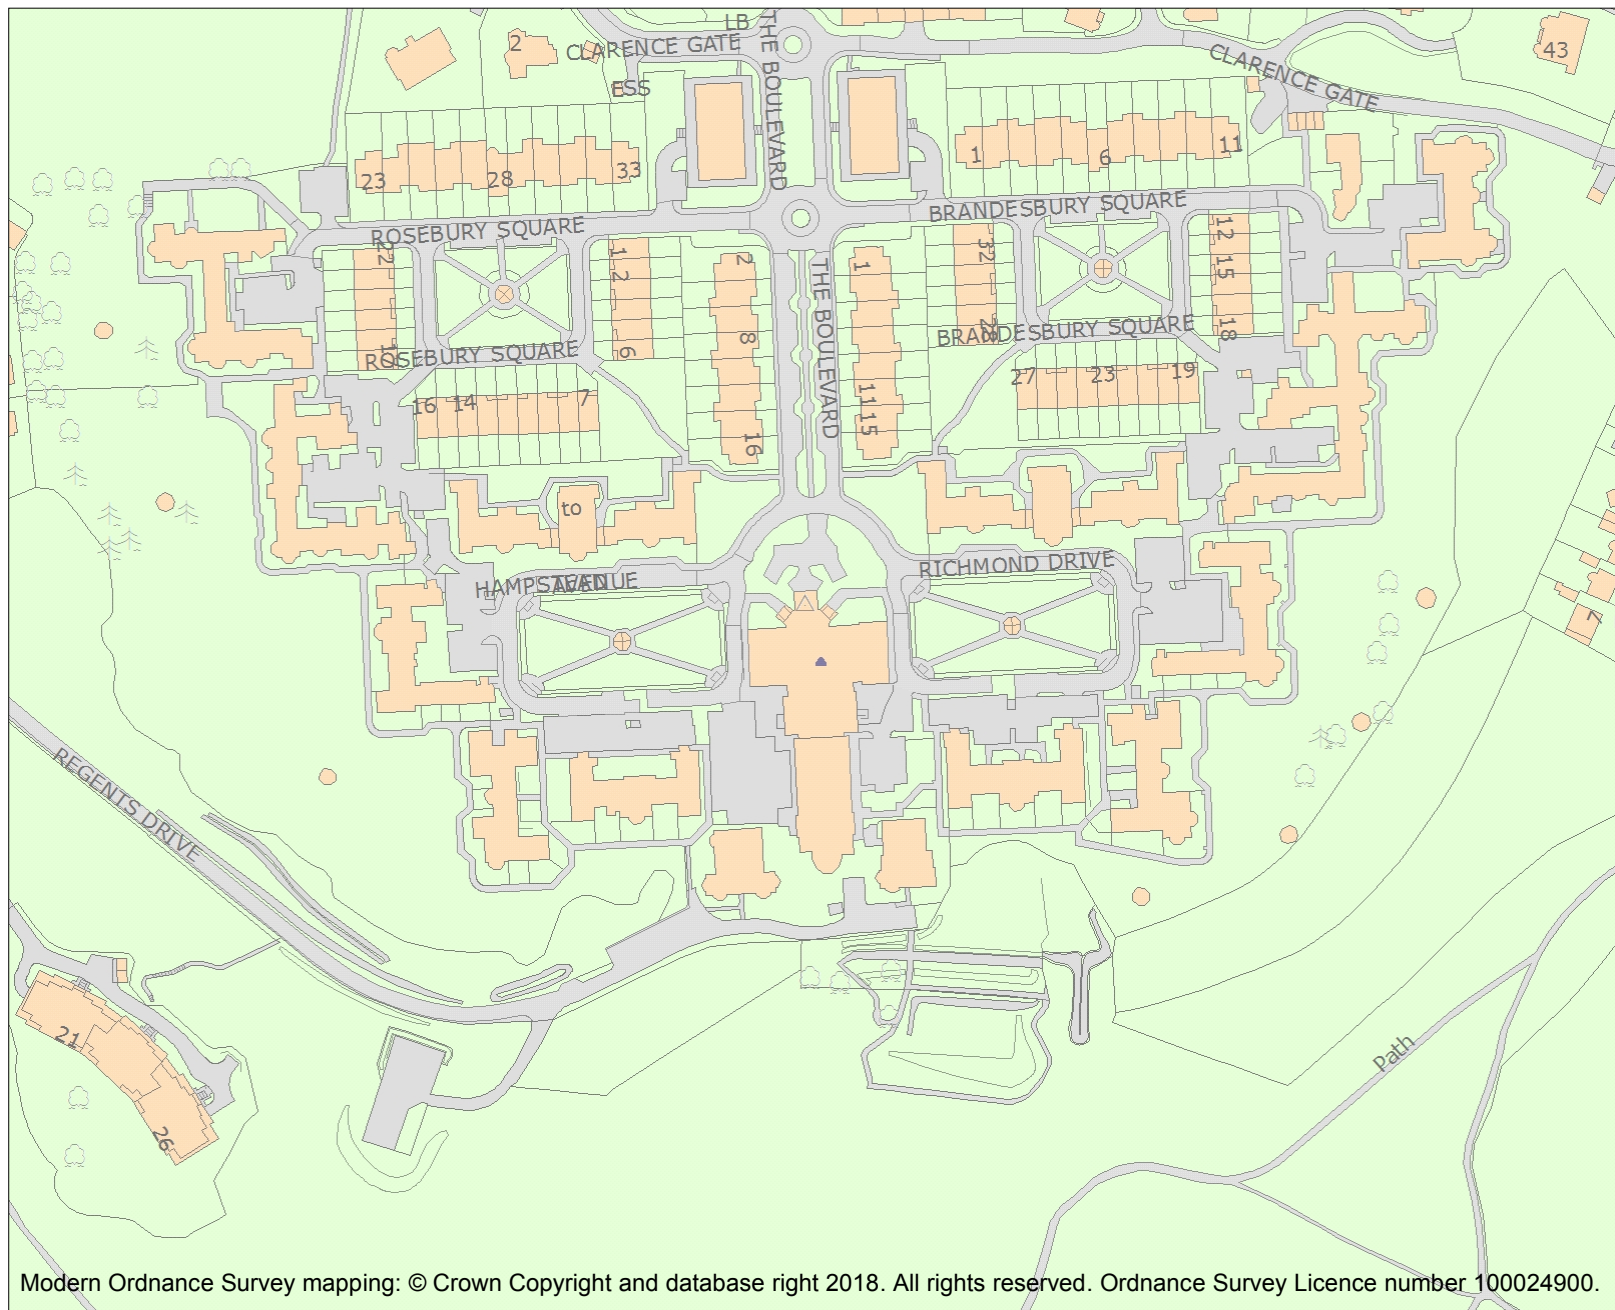 LB
THE BOULEVARD
2
CLARENCE GATE
CLARENCE GATE
43
ESS
23
28
33
1
6
11
ROSEBURY SQUARE
BRANDESBURY SQUARE
22
1
2
2
1
32
12
15
THE BOULEVARD
8
6
18
28
BRANDESBURY SQUARE
ROSEBURY SQUARE
16
14
7
11
15
16
27
23
19
to
HAMPSTEAD
AVENUE
RICHMOND DRIVE
7
REGENTS DRIVE
21
26
Path
Modern Ordnance Survey mapping: © Crown Copyright and database right 2018. All rights reserved. Ordnance Survey Licence number 100024900.